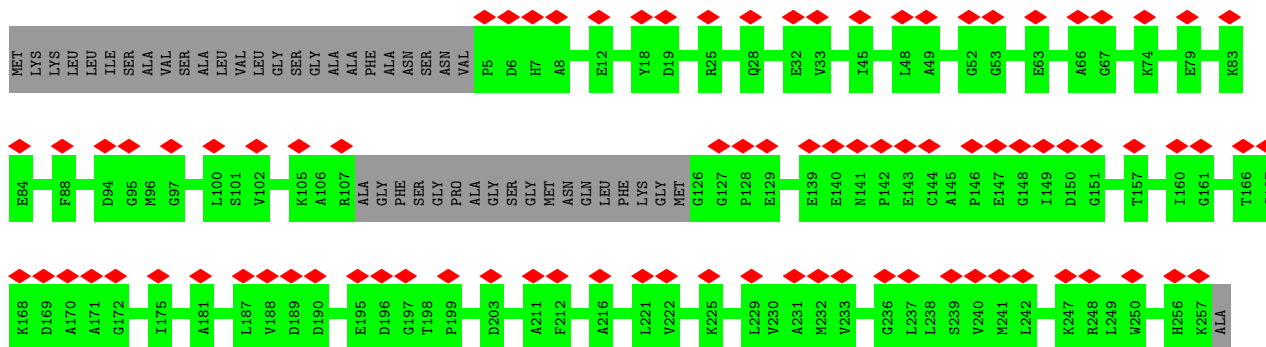 MET LYS LYS LEU LEU ILE SER ALA VAL SER ALA LEU VAL LEU GLY SER GLY ALA ALA PHE ALA ASN SER ASN VAL P5 D6 H7 A8 E12 Y18 D19 R25 Q28 E32 V33 I45 L48 A49 G52 G53 E63 A66 G67 K74 E79 K83
E84 F88 D94 G95 M96 G97 L100 S101 V102 K105 A106 R107 ALA GLY PHE SER GLY PRO ALA GLY SER GLY MET ASN GLN LEU PHE LYS GLY MET G126 G127 P128 E129 E139 E140 N141 P142 E143 C144 A145 P146 E147 G148 I149 D150 G151 T157 I160 G161 T166
K168 D169 A170 A171 G172 I175 A181 L187 V188 D189 D190 E195 D196 G197 T198 P199 D203 A211 F212 A216 L221 V222 K225 L229 V230 A231 M232 V233 G236 L237 L238 S239 V240 M241 L242 K247 R248 L249 W250 H256 K257 ALA